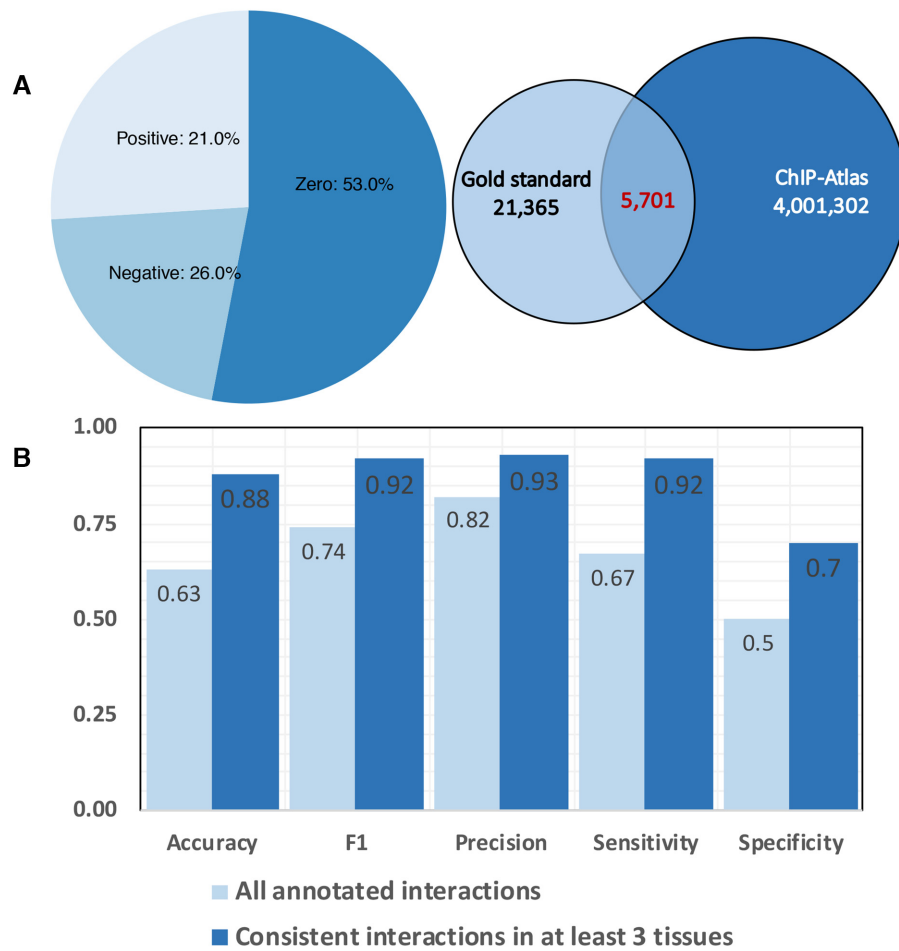 A
Positive: 21.0%
Zero: 53.0%
Negative: 26.0%
Gold standard
21,365
5,701
ChIP-Atlas
4,001,302
B
1.00
0.75
0.50
0.25
0.00
0.63
0.88
0.74
0.92
0.82
0.93
0.67
0.92
0.5
0.7
Accuracy
F1
Precision
Sensitivity
Specificity
All annotated interactions
Consistent interactions in at least 3 tissues